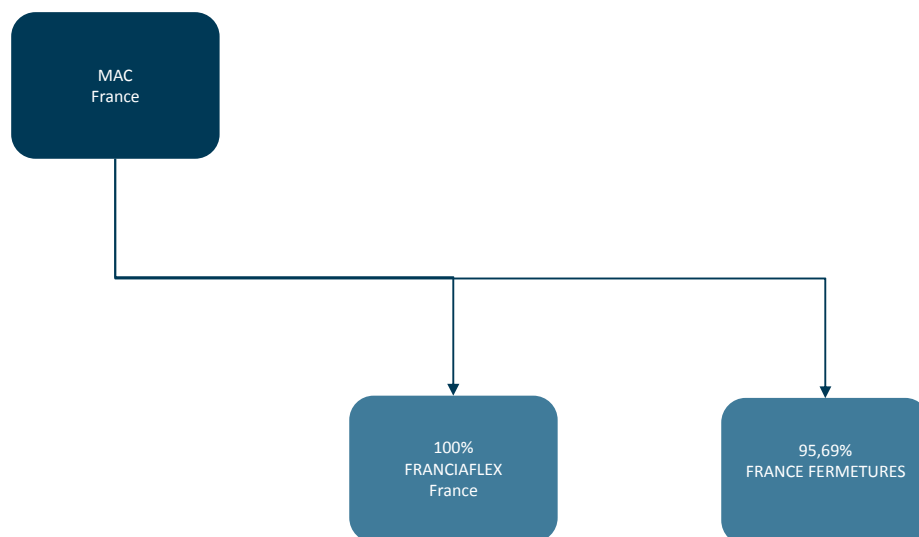 MAC
France
100%
FRANCIAFLEX
France
95,69%
FRANCE FERMETURES